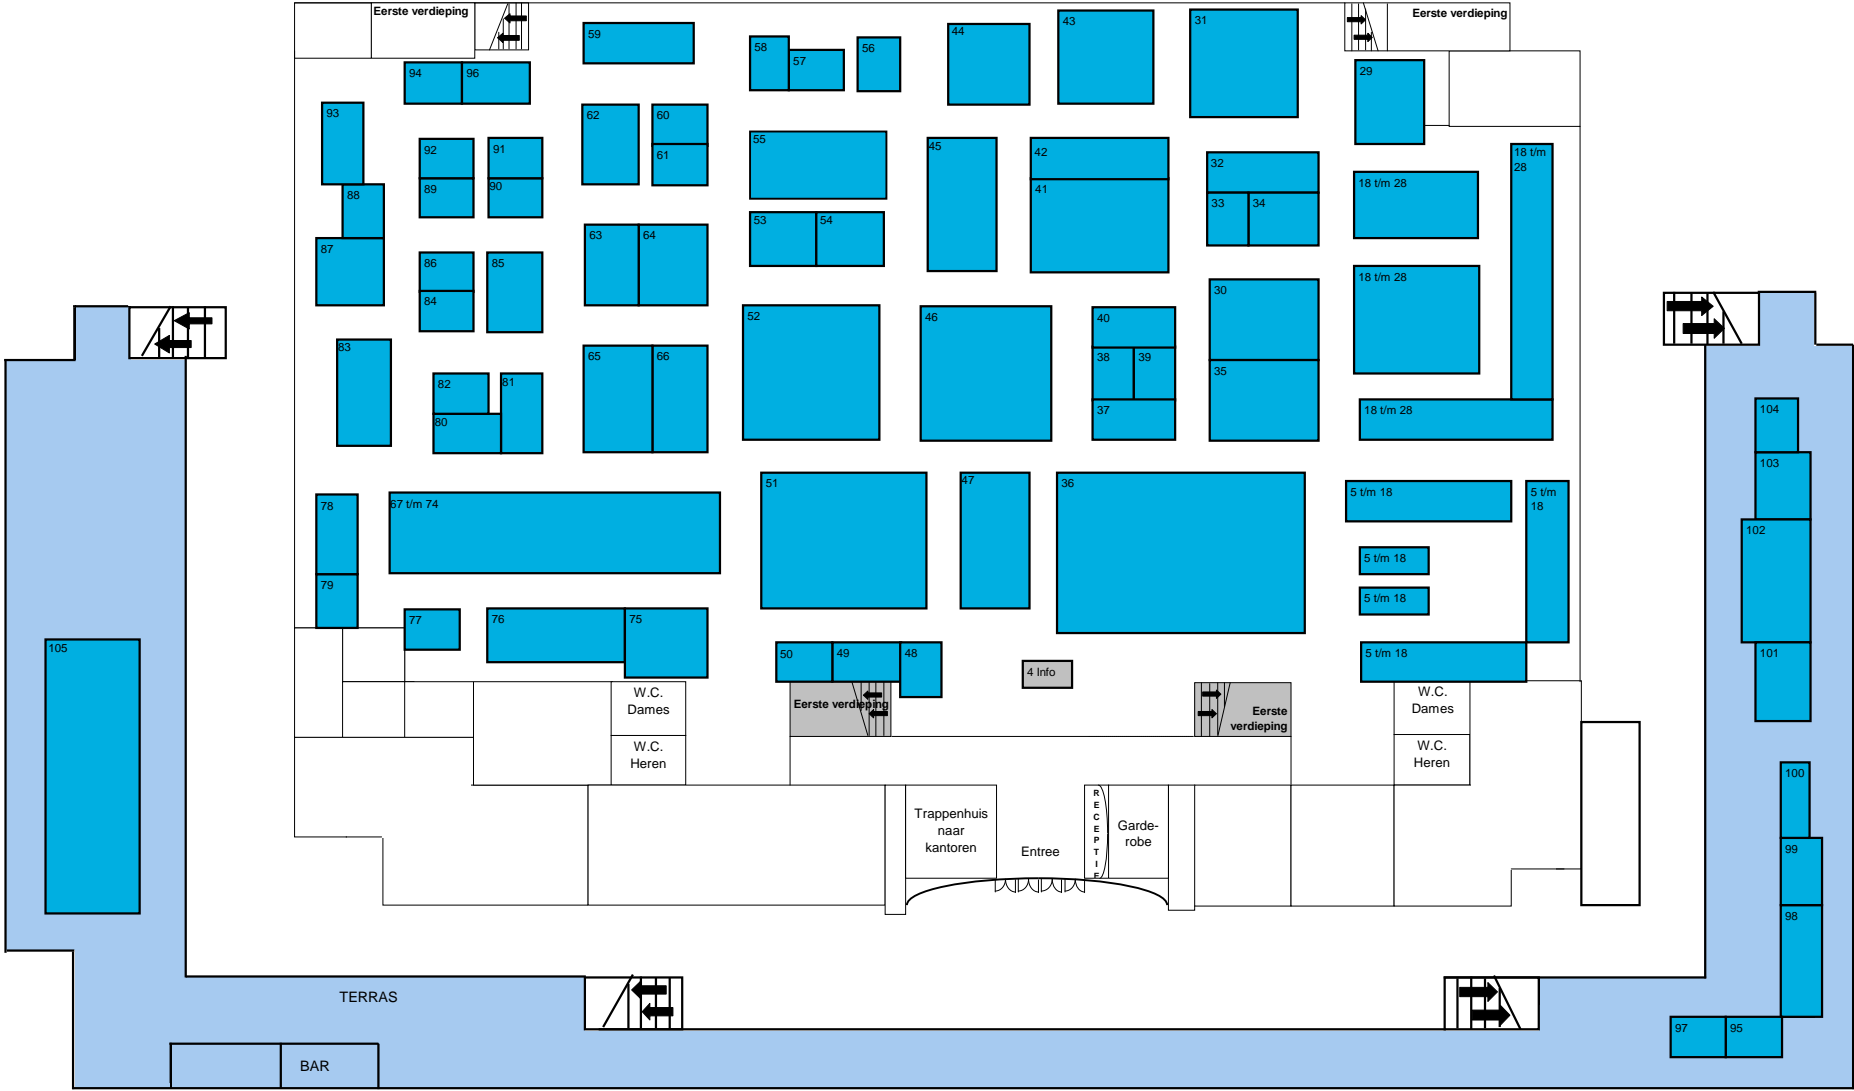 Eerste verdieping
Eerste verdieping
59
58
57
56
44
43
31
29
94
96
93
62
60
61
55
45
42
41
32
33
34
18 t/m 28
18 t/m
28
92
91
89
90
88
87
63
64
53
54
86
85
84
30
18 t/m 28
52
46
40
38
39
37
35
83
65
66
82
81
80
18 t/m 28
104
103
102
101
78
79
67 t/m 74
51
47
36
5 t/m 18
5 t/m
18
5 t/m 18
5 t/m 18
5 t/m 18
77
76
75
50
49
48
4 Info
105
W.C.
Dames
W.C.
Heren
Eerste verdieping
Eerste
verdieping
W.C.
Dames
W.C.
Heren
Trappenhuis
naar
kantoren
Entree
R
E
C
E
P
T
I
E
Garde-
robe
100
99
98
97
95
TERRAS
BAR